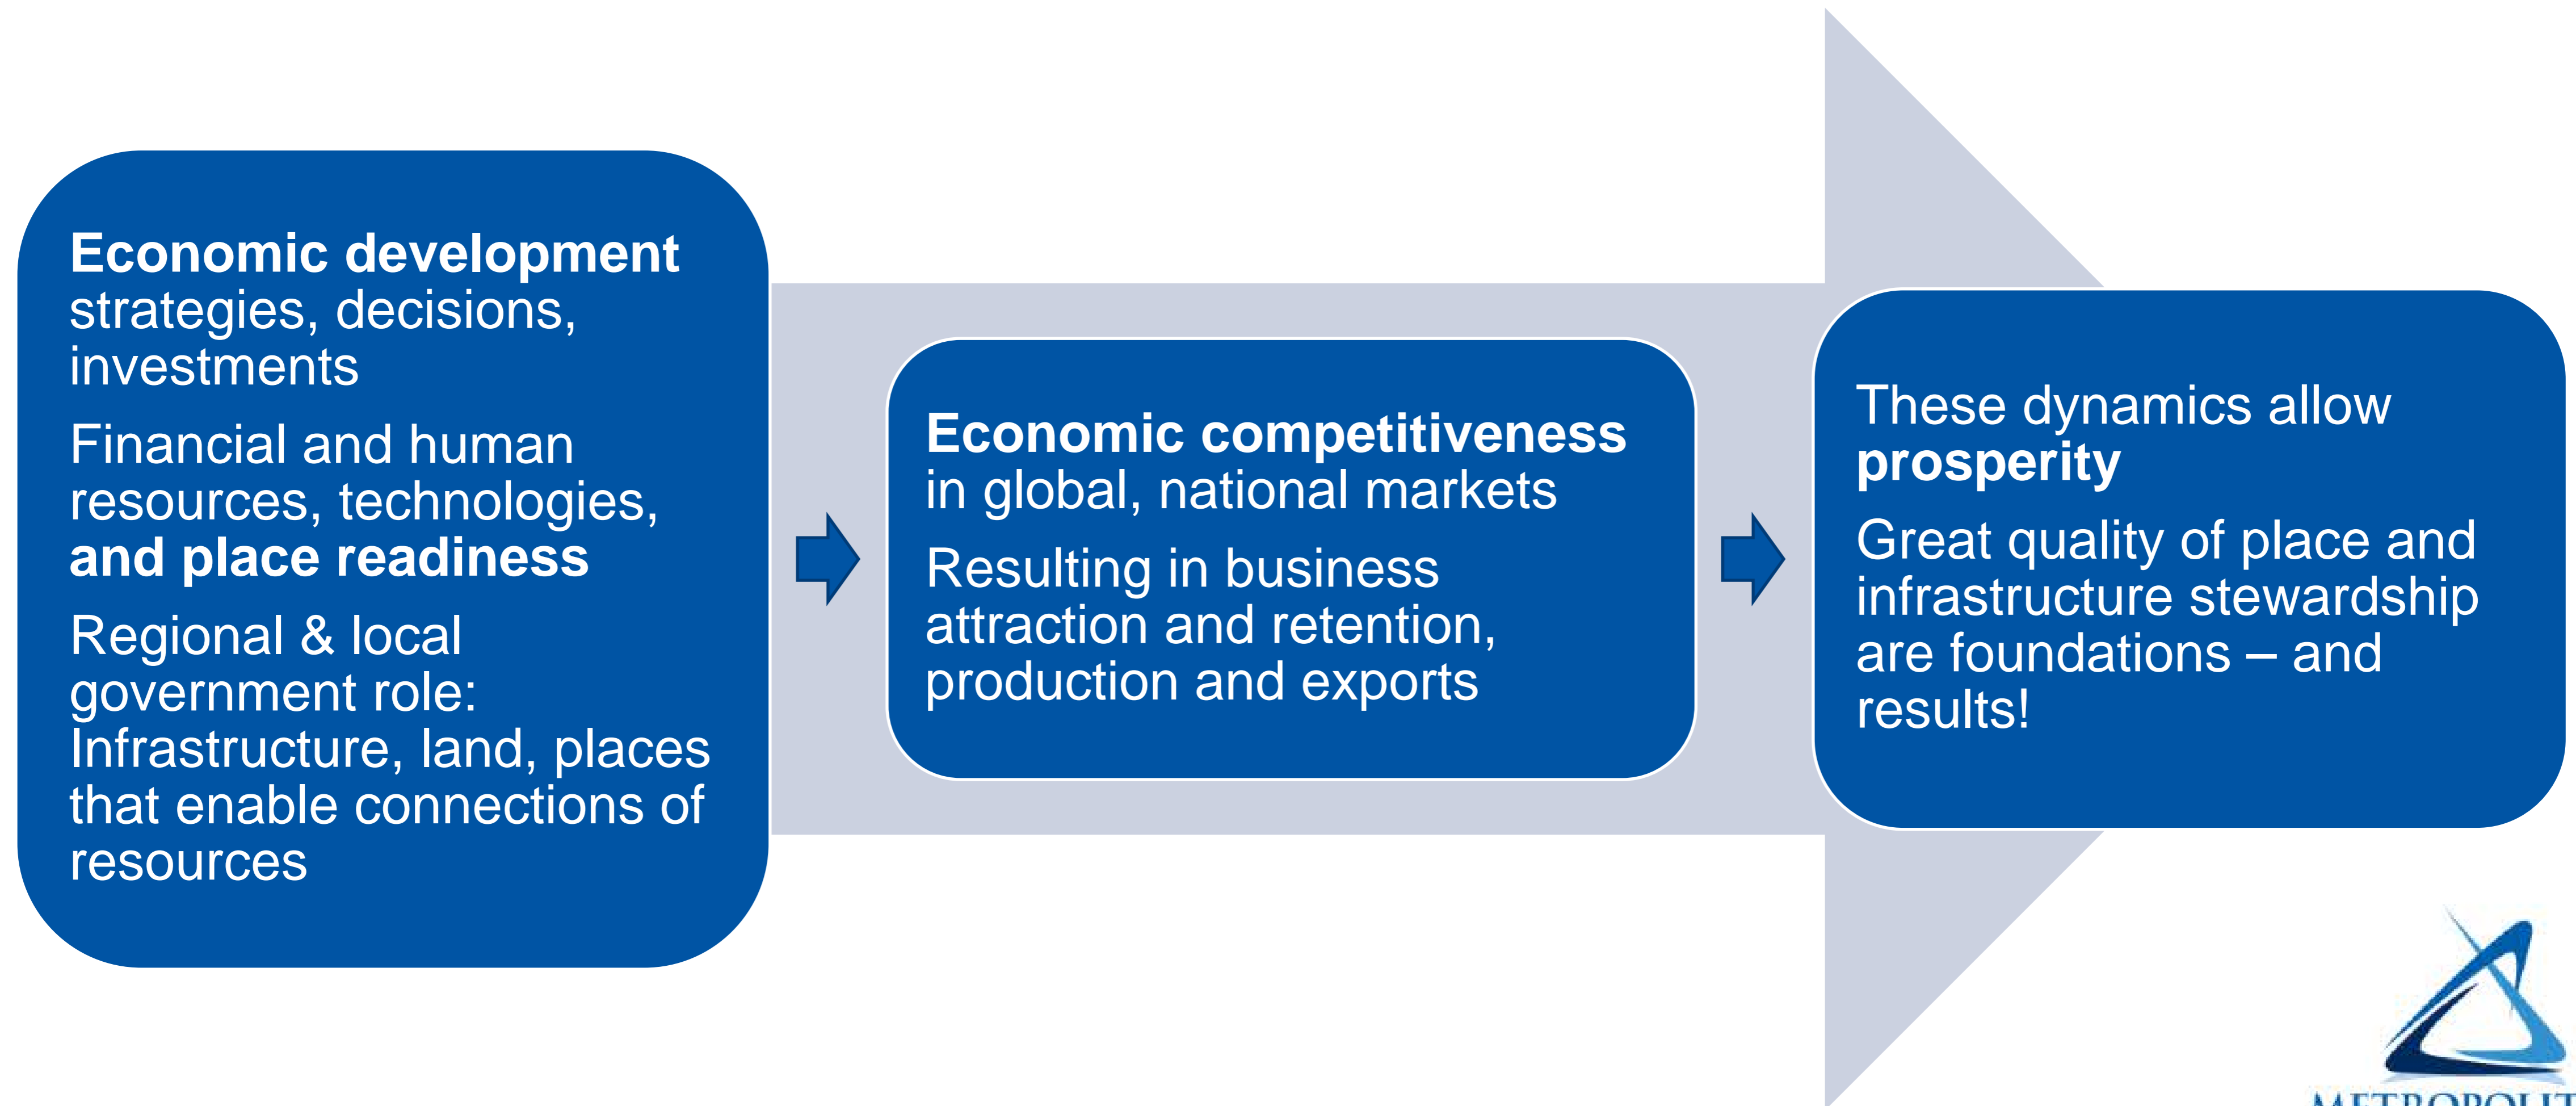 Economic development
strategies, decisions,
investments
Financial and human
resources, technologies,
and place readiness
Regional & local
government role:
Infrastructure, land, places
that enable connections of
resources
Economic competitiveness
in global, national markets
Resulting in business
attraction and retention,
production and exports
These dynamics allow
prosperity
Great quality of place and
infrastructure stewardship
are foundations – and
results!